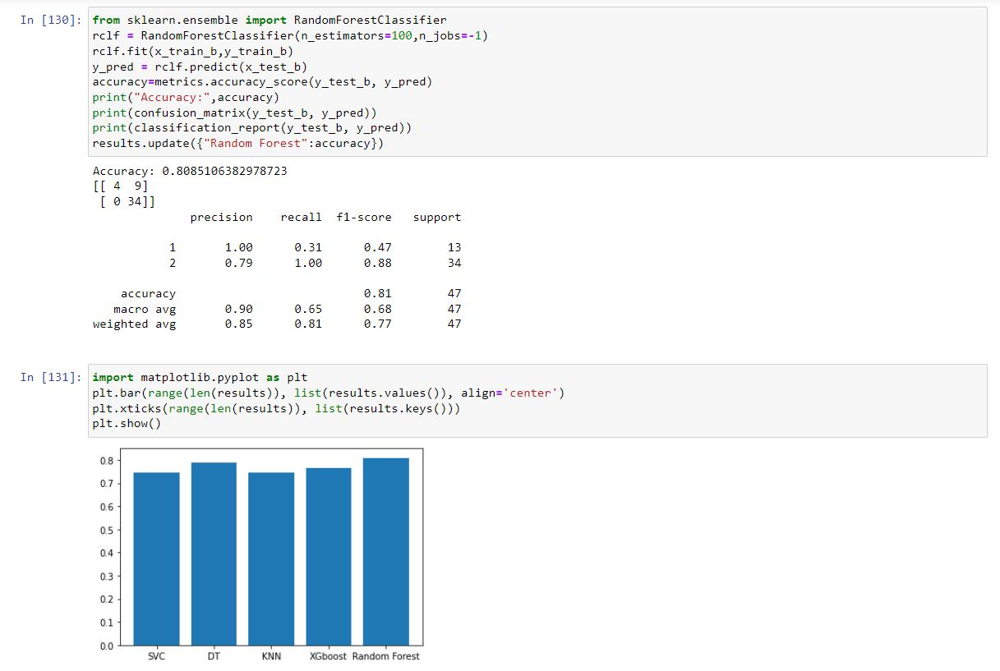 In [130]: from sklearn.ensemble import RandomForestClassifier
rclf = RandomForestClassifier(n_estimators=100,n_jobs=-1)
rclf.fit(x_train_b,y_train_b)
y_pred = rclf.predict(x_test_b)
accuracy=metrics.accuracy_score(y_test_b, y_pred)
print("Accuracy:",accuracy)
print(confusion_matrix(y_test_b, y_pred))
print(classification_report(y_test_b, y_pred))
results.update({"Random Forest":accuracy})
Accuracy: 0.8085106382978723
[[ 4  9]
 [ 0 34]]
precision recall f1-score support
1 1.00 0.31 0.47 13
2 0.79 1.00 0.88 34
accuracy 0.81 47
macro avg 0.90 0.65 0.68 47
weighted avg 0.85 0.81 0.77 47
In [131]: import matplotlib.pyplot as plt
plt.bar(range(len(results)), list(results.values()), align='center')
plt.xticks(range(len(results)), list(results.keys()))
plt.show()
0.8
0.7
0.6
0.5
0.4
0.3
0.2
0.1
0.0
SVC DT KNN XGboost Random Forest